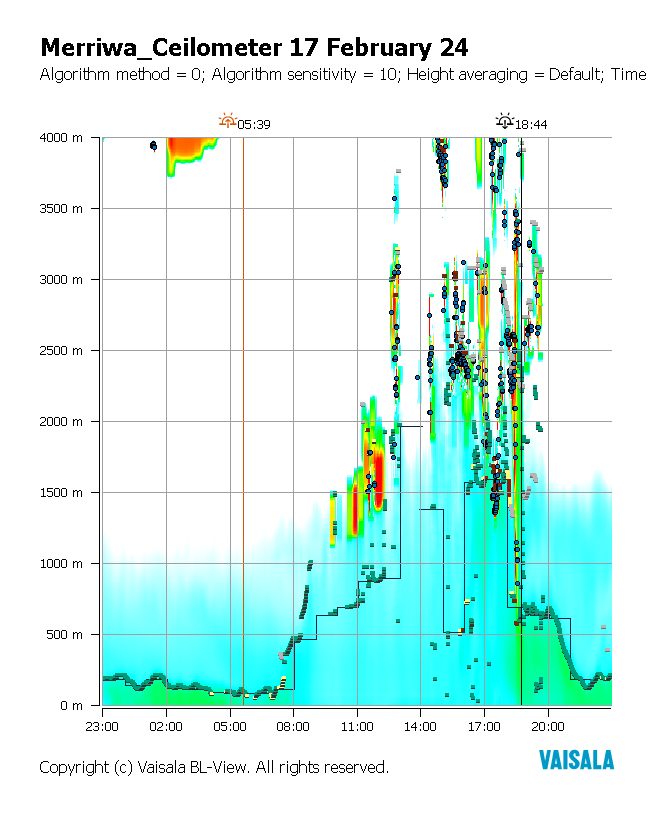 Merriwa_Ceilometer 17 February 24
Algorithm method = 0; Algorithm sensitivity = 10; Height averaging = Default; Time
05:39 18:44
4000 m
3500 m
3000 m
2500 m
2000 m
1500 m
1000 m
500 m
0 m
23:00 02:00 05:00 08:00 11:00 14:00 17:00 20:00
Copyright (c) Vaisala BL-View. All rights reserved.
VAISALA